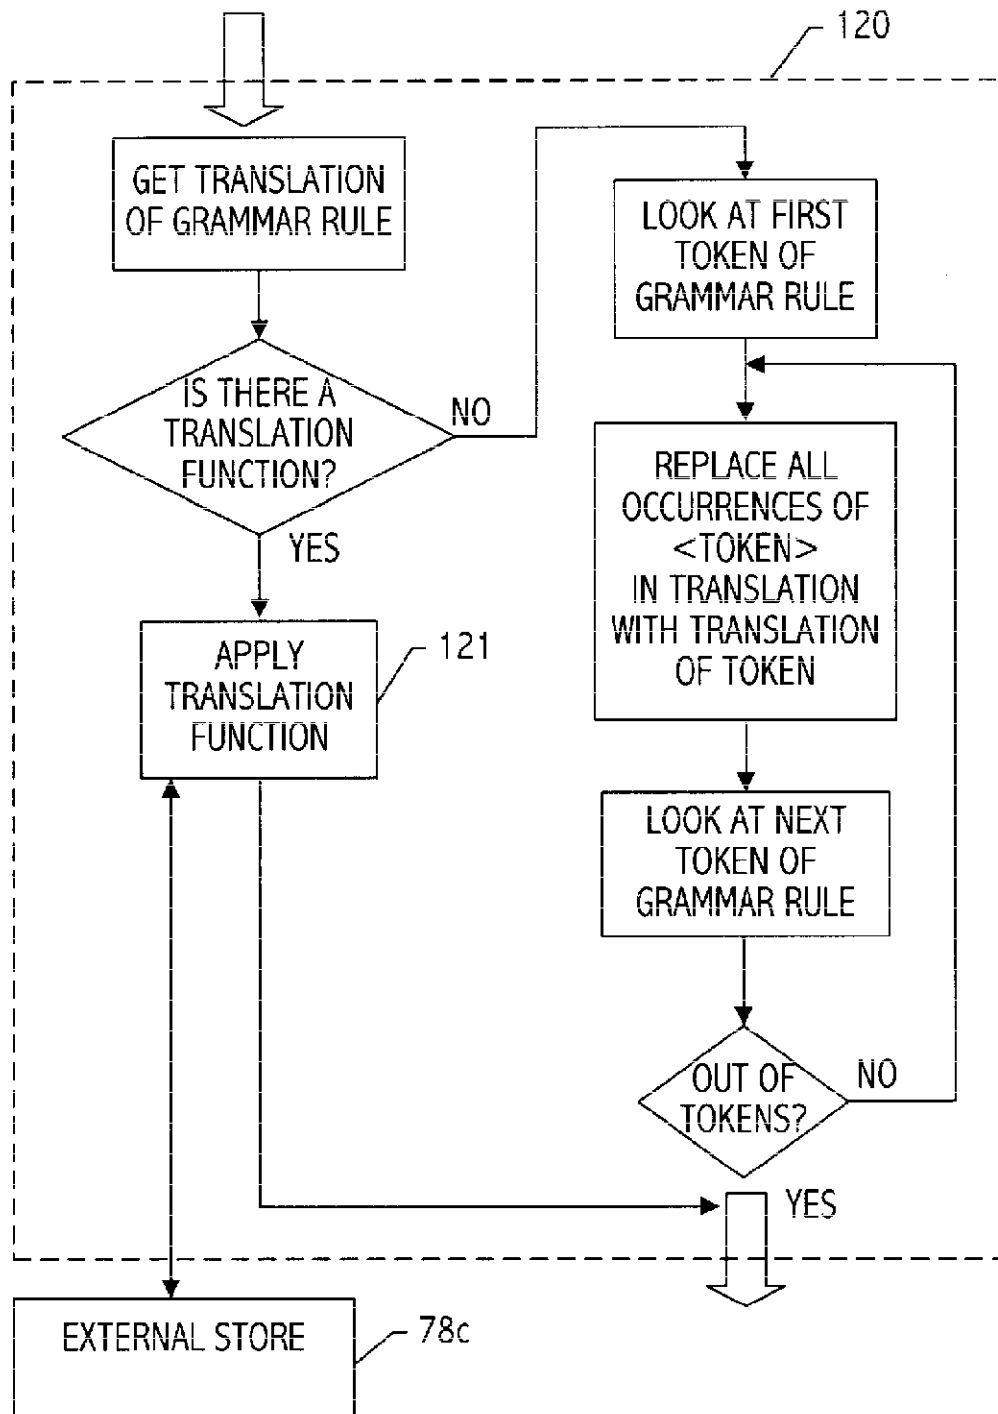 120
GET TRANSLATION
OF GRAMMAR RULE
LOOK AT FIRST
TOKEN OF
GRAMMAR RULE
IS THERE A
TRANSLATION
FUNCTION?
NO
YES
REPLACE ALL
OCCURRENCES OF
<TOKEN>
IN TRANSLATION
WITH TRANSLATION
OF TOKEN
APPLY
TRANSLATION
FUNCTION
121
LOOK AT NEXT
TOKEN OF
GRAMMAR RULE
OUT OF
TOKENS?
NO
YES
EXTERNAL STORE
78c